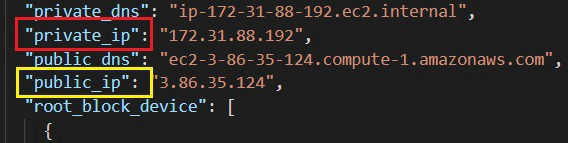 "private_dns": "ip-172-31-88-192.ec2.internal",
"private_ip": "172.31.88.192",
"public_dns": "ec2-3-86-35-124.compute-1.amazonaws.com",
"public_ip": "3.86.35.124",
"root_block_device": [
{